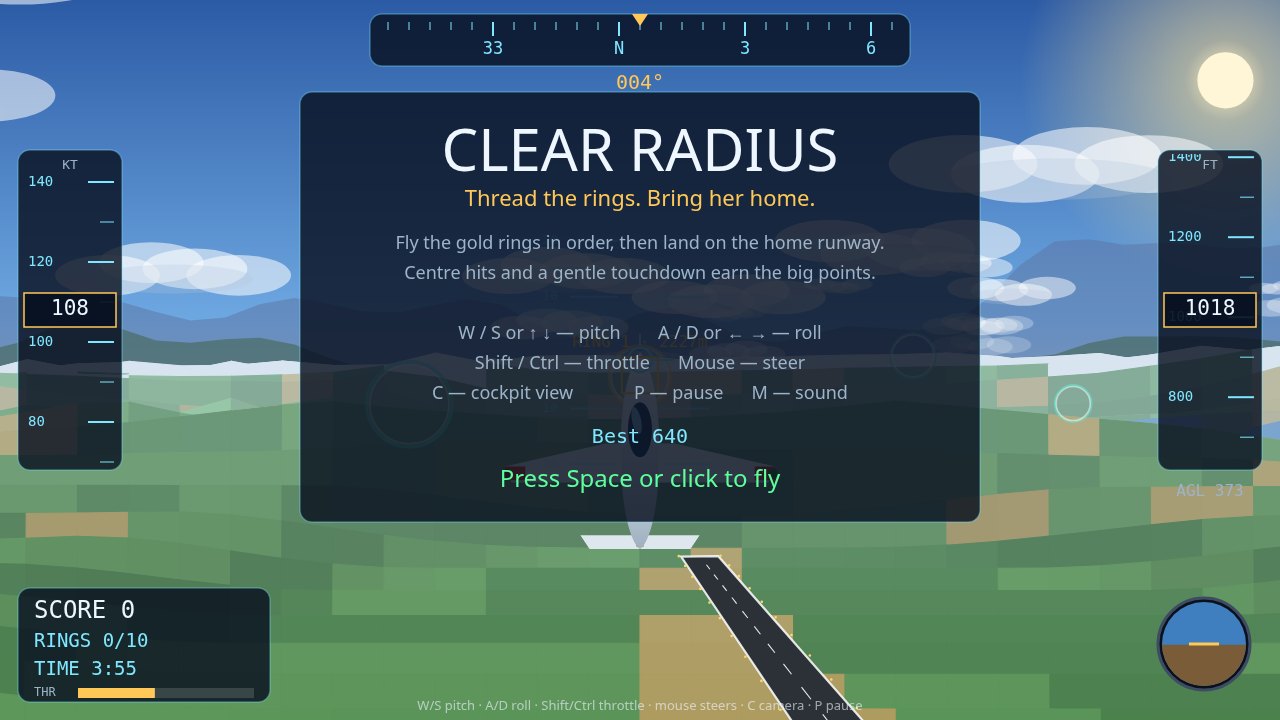 33 N 3 6
004°
CLEAR RADIUS
Thread the rings. Bring her home.
Fly the gold rings in order, then land on the home runway.
Centre hits and a gentle touchdown earn the big points.
W / S or ↑ ↓ — pitch A / D or ← → — roll
Shift / Ctrl — throttle Mouse — steer
C — cockpit view P — pause M — sound
Best 640
Press Space or click to fly
KT
140
120
108
100
80
1400
FT
1200
1018
800
AGL 373
SCORE 0
RINGS 0/10
TIME 3:55
THR
W/S pitch · A/D roll · Shift/Ctrl throttle · mouse steers · C camera · P pause